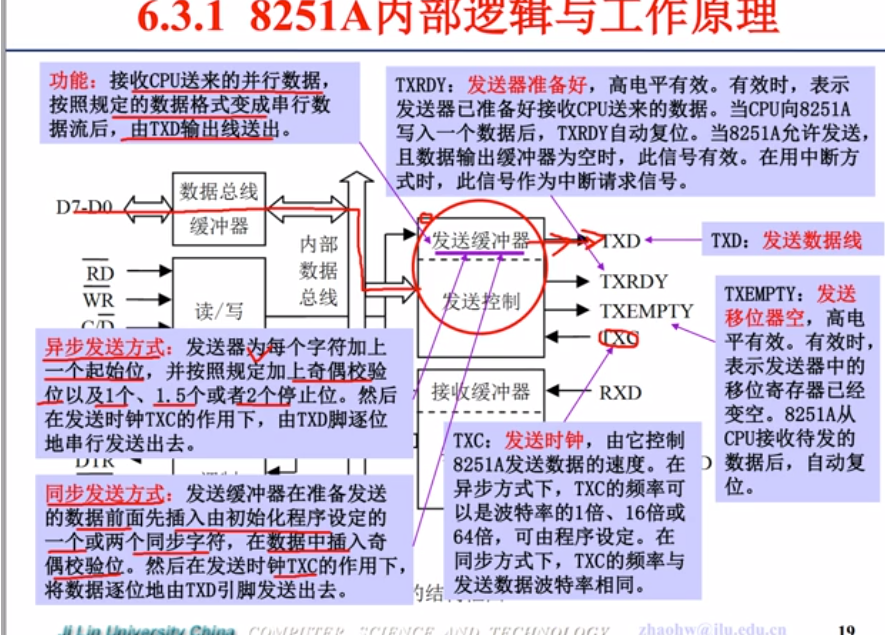 6.3.1 8251A内部逻辑与工作原理
功能：接收CPU送来的并行数据，
按照规定的数据格式变成串行数
据流后，由TXD输出线送出。
TXRDY：发送器准备好，高电平有效。有效时，表示
发送器已准备好接收CPU送来的数据。当CPU向8251A
写入一个数据后，TXRDY自动复位。当8251A允许发送，
且数据输出缓冲器为空时，此信号有效。在用中断方
式时，此信号作为中断请求信号。
D7-D0
数据总线
缓冲器
内部
数据
总线
发送缓冲器
发送控制
TXD
TXD：发送数据线
TXRDY
TXEMPTY
TXC
RD
WR
C/D
读/写
接收缓冲器
RXD
TXEMPTY：发送
移位器空，高电
平有效。有效时，
表示发送器中的
移位寄存器已经
变空。8251A从
CPU接收待发的
数据后，自动复
位。
异步发送方式：发送器为每个字符加上
一个起始位，并按照规定加上奇偶校验
位以及1个、1.5个或者2个停止位。然后
在发送时钟TXC的作用下，由TXD脚逐位
地串行发送出去。
DTR
TXC：发送时钟，由它控制
8251A发送数据的速度。在
异步方式下，TXC的频率可
以是波特率的1倍、16倍或
64倍，可由程序设定。在
同步方式下，TXC的频率与
发送数据波特率相同。
同步发送方式：发送缓冲器在准备发送
的数据前面先插入由初始化程序设定的
一个或两个同步字符，在数据中插入奇
偶校验位。然后在发送时钟TXC的作用下，
将数据逐位地由TXD引脚发送出去。
的结
Ji Lin University China COMPUTER SCIENCE AND TECHNOLOGY zhaohw@jlu.edu.cn 19